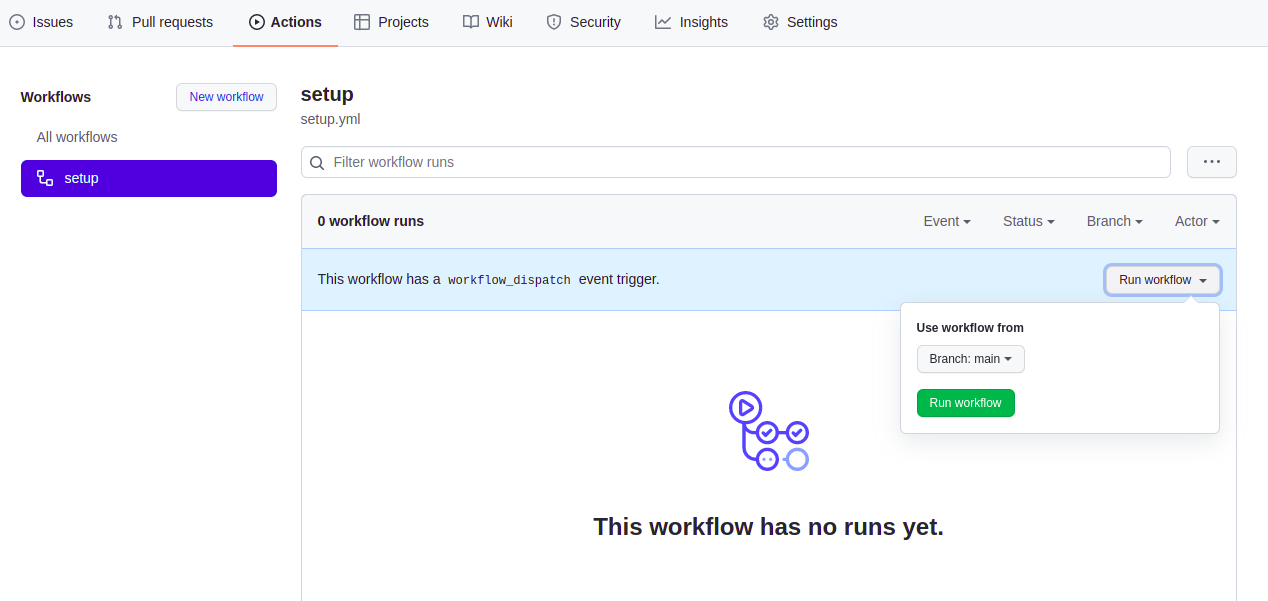 Issues Pull requests Actions Projects Wiki Security Insights Settings
Workflows
New workflow
All workflows
setup
setup
setup.yml
Filter workflow runs
0 workflow runs
Event Status Branch Actor
This workflow has a workflow_dispatch event trigger.
Run workflow
Use workflow from
Branch: main
Run workflow
This workflow has no runs yet.